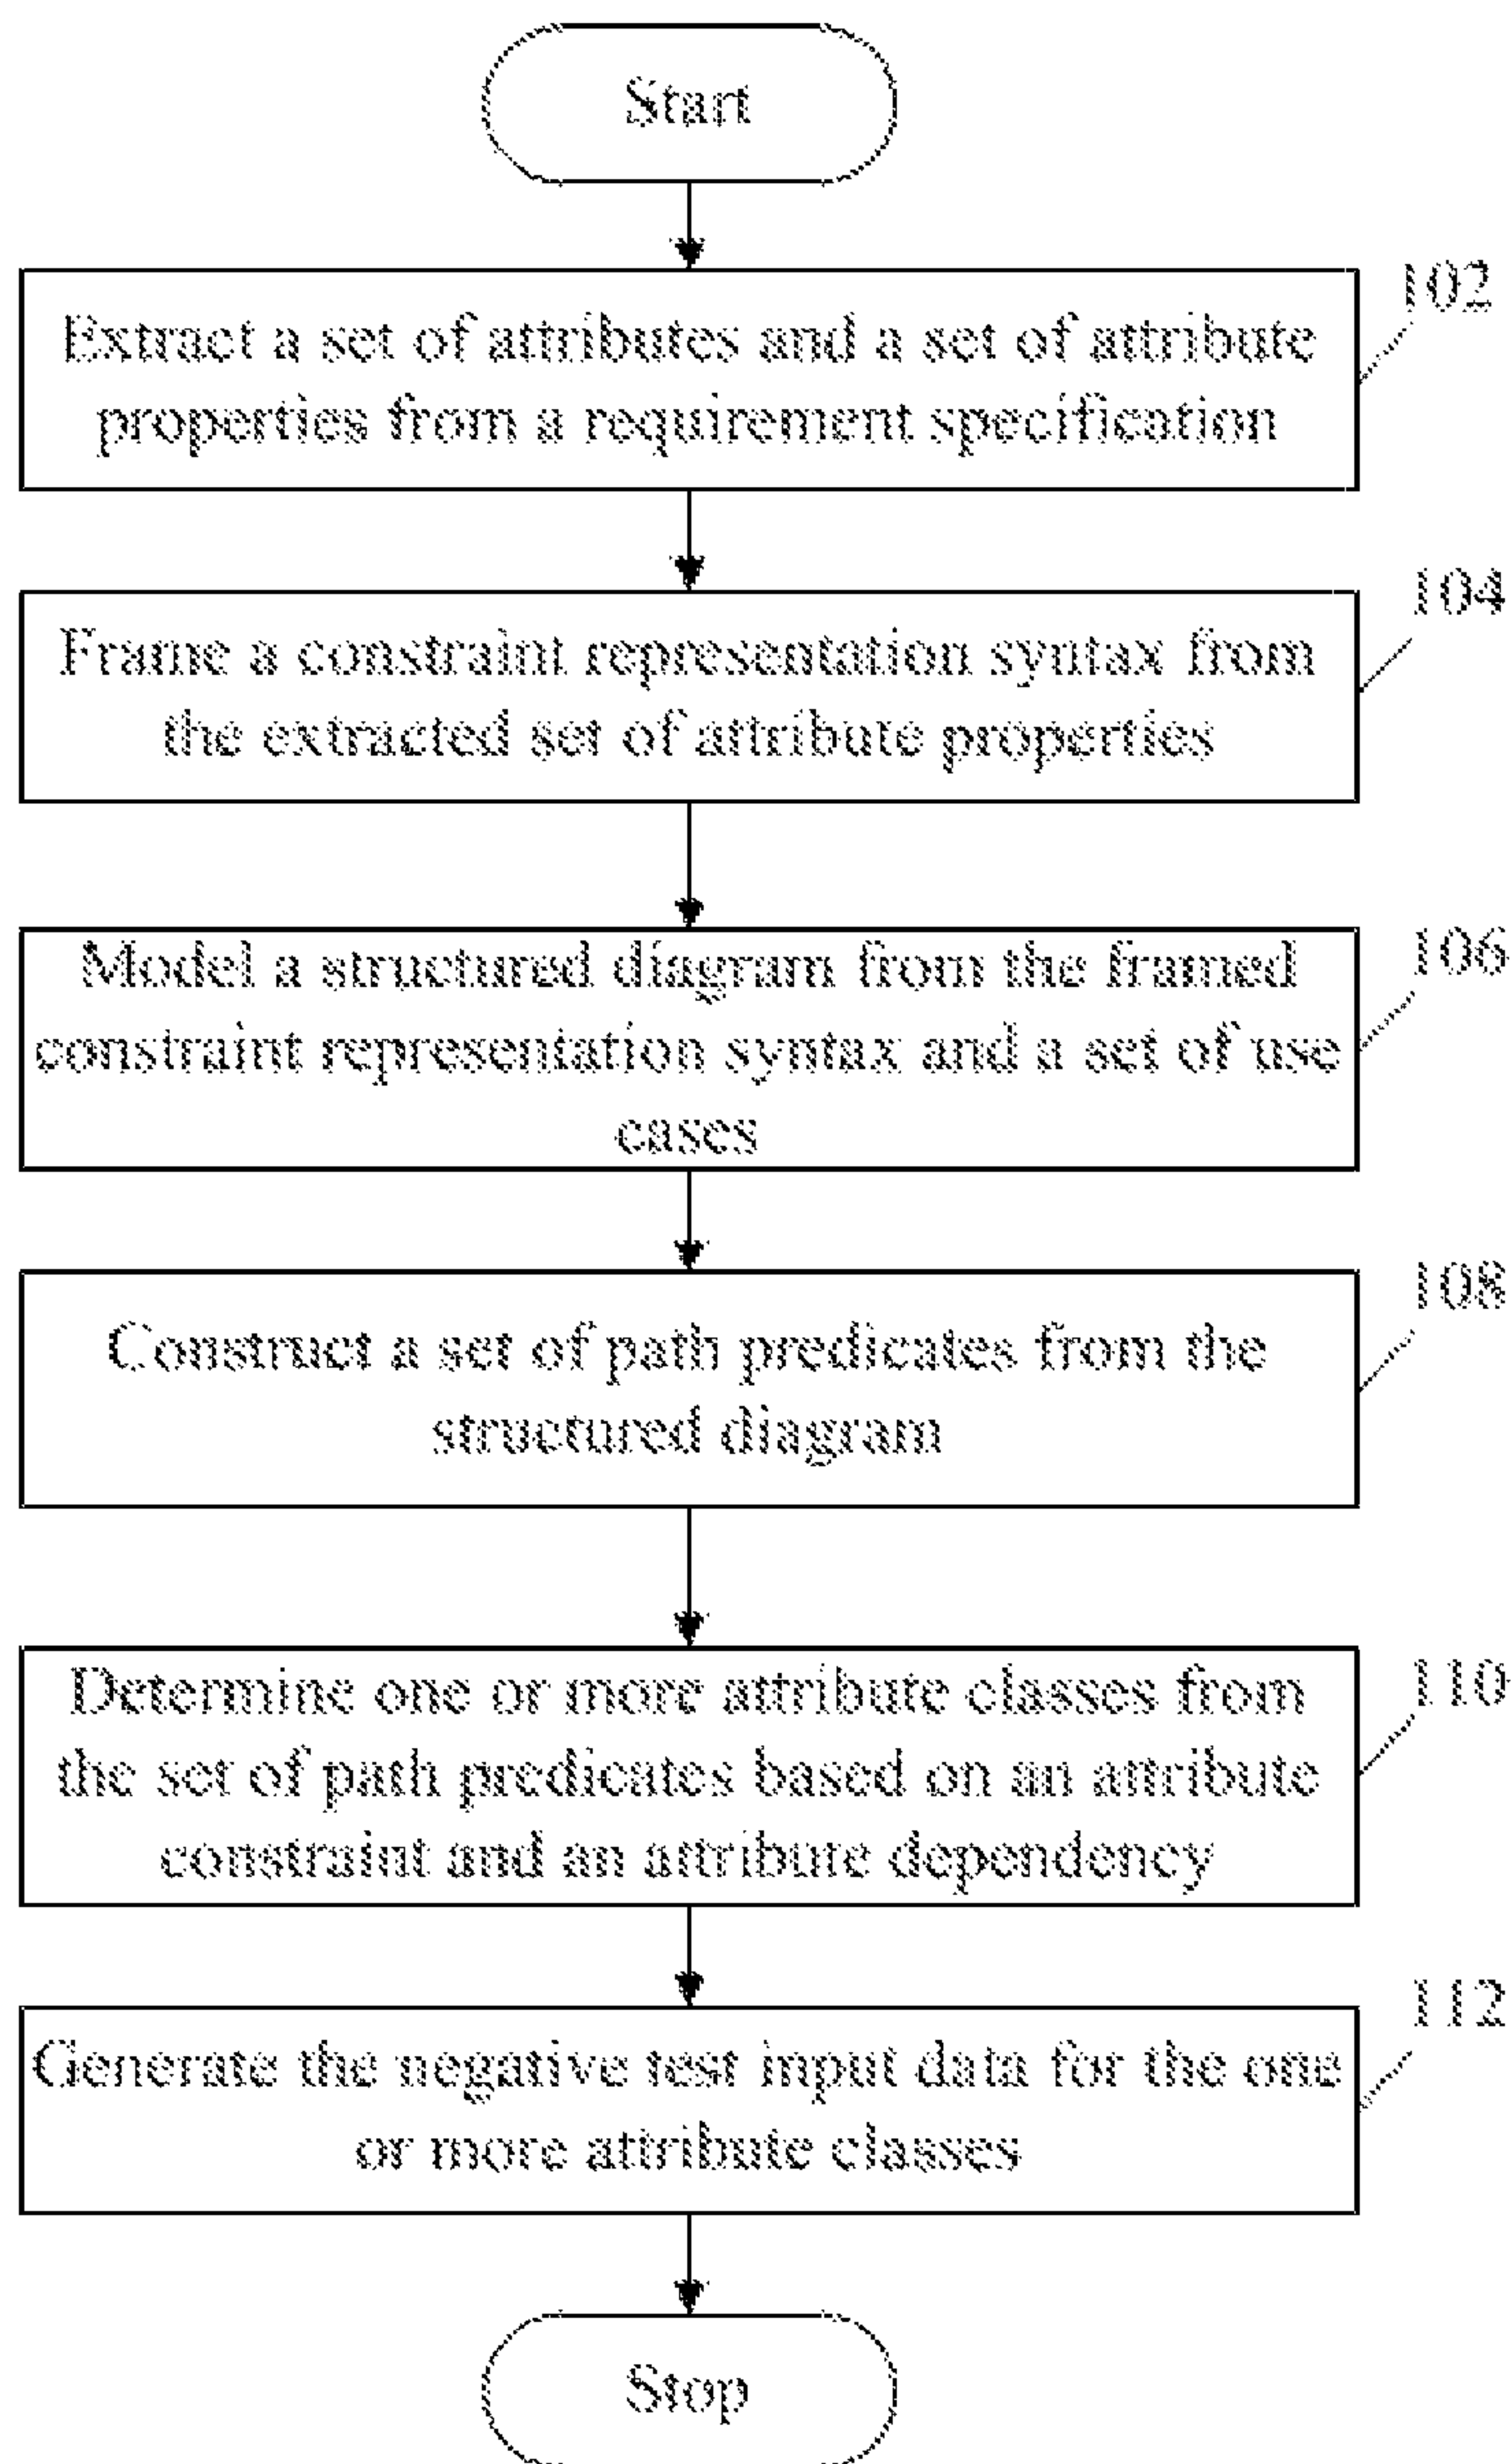 Start
102
Extract a set of attributes and a set of attribute
properties from a requirement specification
104
Frame a constraint representation syntax from
the extracted set of attribute properties
106
Model a structured diagram from the framed
constraint representation syntax and a set of use
cases
108
Construct a set of path predicates from the
structured diagram
110
Determine one or more attribute classes from
the set of path predicates based on an attribute
constraint and an attribute dependency
112
Generate the negative test input data for the one
or more attribute classes
Stop